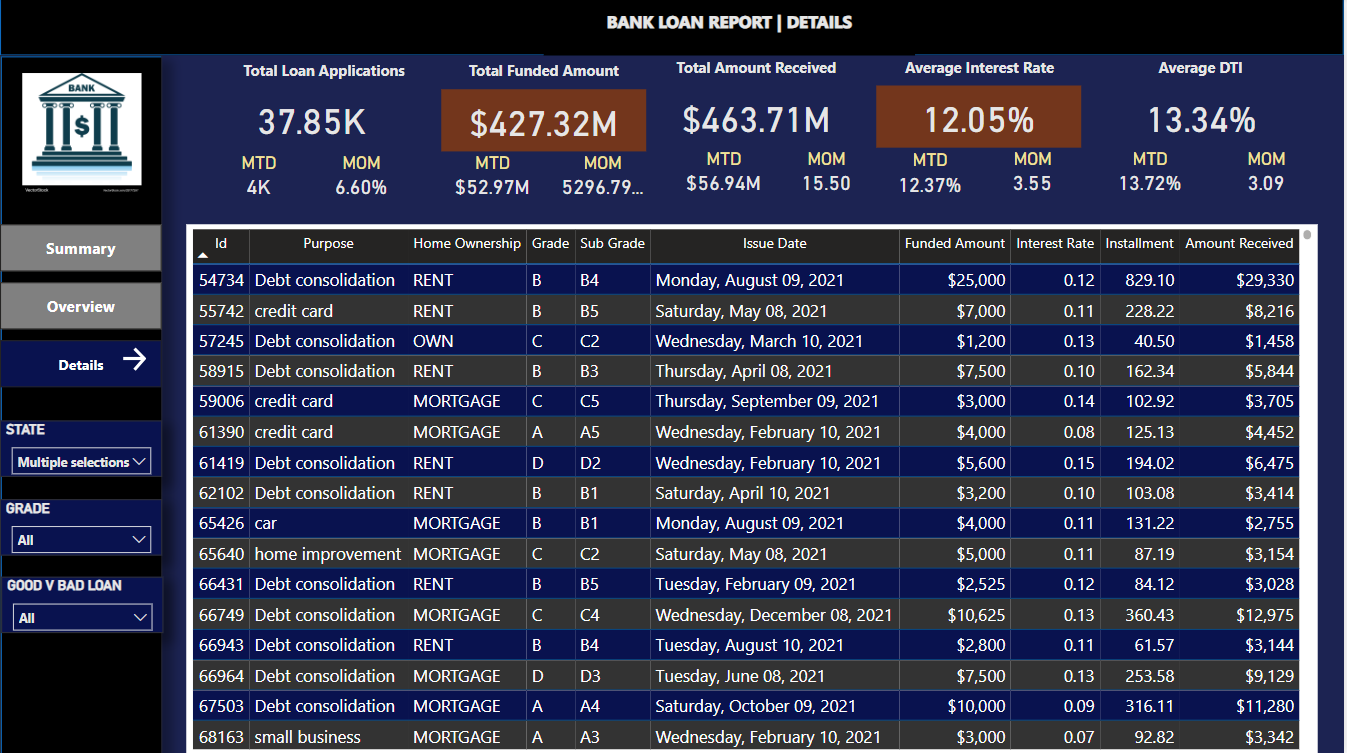 BANK LOAN REPORT | DETAILS
BANK
$
Total Loan Applications
37.85K
MTD
4K
MOM
6.60%
Total Funded Amount
$427.32M
MTD
$52.97M
MOM
5296.79...
Total Amount Received
$463.71M
MTD
$56.94M
MOM
15.50
Average Interest Rate
12.05%
MTD
12.37%
MOM
3.55
Average DTI
13.34%
MTD
13.72%
MOM
3.09
Summary
Overview
Details
STATE
Multiple selections
GRADE
All
GOOD V BAD LOAN
All
Id Purpose Home Ownership Grade Sub Grade Issue Date Funded Amount Interest Rate Installment Amount Received
54734 Debt consolidation RENT B B4 Monday, August 09, 2021 $25,000 0.12 829.10 $29,330
55742 credit card RENT B B5 Saturday, May 08, 2021 $7,000 0.11 228.22 $8,216
57245 Debt consolidation OWN C C2 Wednesday, March 10, 2021 $1,200 0.13 40.50 $1,458
58915 Debt consolidation RENT B B3 Thursday, April 08, 2021 $7,500 0.10 162.34 $5,844
59006 credit card MORTGAGE C C5 Thursday, September 09, 2021 $3,000 0.14 102.92 $3,705
61390 credit card MORTGAGE A A5 Wednesday, February 10, 2021 $4,000 0.08 125.13 $4,452
61419 Debt consolidation RENT D D2 Wednesday, February 10, 2021 $5,600 0.15 194.02 $6,475
62102 Debt consolidation RENT B B1 Saturday, April 10, 2021 $3,200 0.10 103.08 $3,414
65426 car MORTGAGE B B1 Monday, August 09, 2021 $4,000 0.11 131.22 $2,755
65640 home improvement MORTGAGE C C2 Saturday, May 08, 2021 $5,000 0.11 87.19 $3,154
66431 Debt consolidation RENT B B5 Tuesday, February 09, 2021 $2,525 0.12 84.12 $3,028
66749 Debt consolidation MORTGAGE C C4 Wednesday, December 08, 2021 $10,625 0.13 360.43 $12,975
66943 Debt consolidation RENT B B4 Tuesday, August 10, 2021 $2,800 0.11 61.57 $3,144
66964 Debt consolidation MORTGAGE D D3 Tuesday, June 08, 2021 $7,500 0.13 253.58 $9,129
67503 Debt consolidation MORTGAGE A A4 Saturday, October 09, 2021 $10,000 0.09 316.11 $11,280
68163 small business MORTGAGE A A3 Wednesday, February 10, 2021 $3,000 0.07 92.82 $3,342